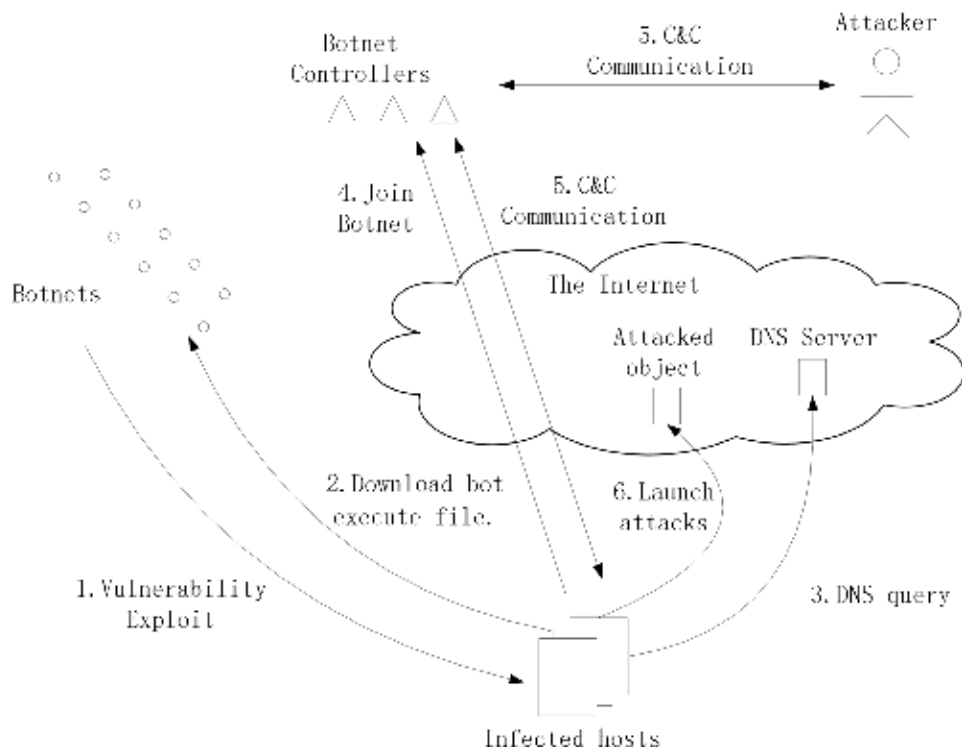 Botnet
Controllers
5.C&C
Communication
Attacker
4.Join
Botnet
5.C&C
Communication
Botnets
The Internet
Attacked
object
DNS Server
2.Download bot
execute file.
6.Launch
attacks
1.Vulnerability
Exploit
3.DNS query
Infected hosts